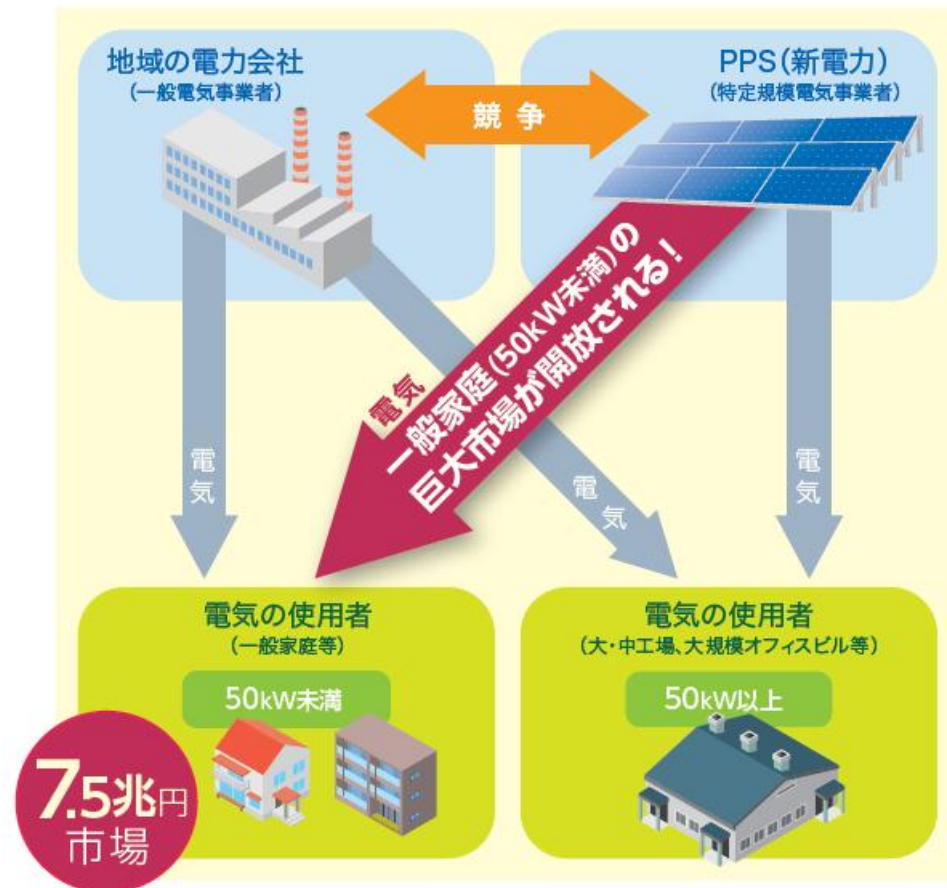 地域の電力会社
(一般電気事業者)
競争
PPS(新電力)
(特定規模電気事業者)
一般家庭(50kW未満)の
巨大市場が開放される!
電気
電気
電気
電気
電気の使用者
(一般家庭等)
50kW未満
電気の使用者
(大・中工場、大規模オフィスビル等)
50kW以上
7.5兆円
市場